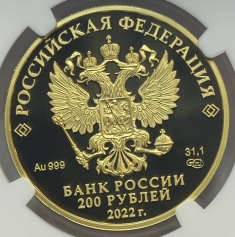 РОССИЙСКАЯ ФЕДЕРАЦИЯ
Au 999
31,1
БАНК РОССИИ
200 РУБЛЕЙ
2022 г.